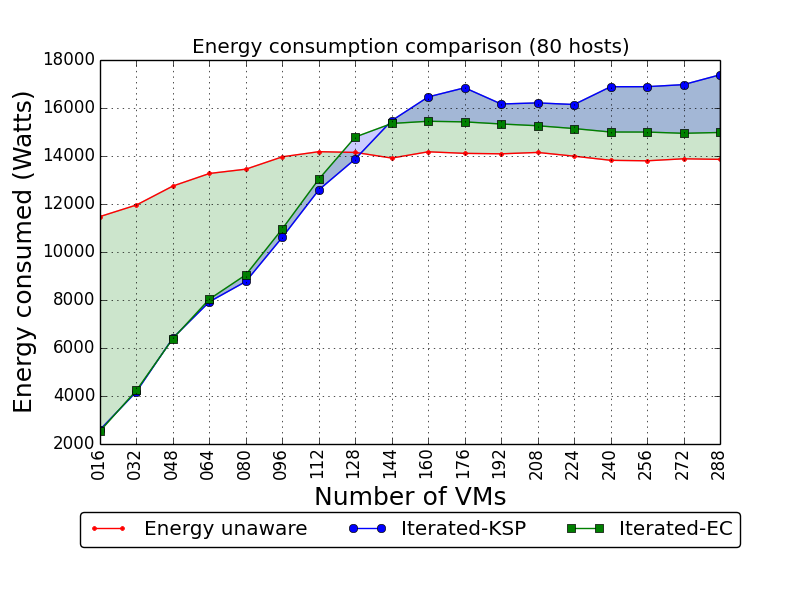 Energy consumption comparison (80 hosts)
18000
16000
14000
12000
10000
8000
6000
4000
2000
Energy consumed (Watts)
016 032 048 064 080 096 112 128 144 160 176 192 208 224 240 256 272 288
Number of VMs
Energy unaware Iterated-KSP Iterated-EC